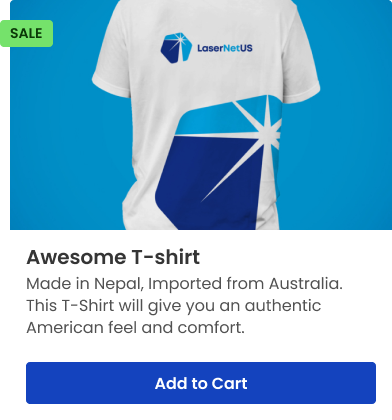 SALE
LaserNetUS
Awesome T-shirt
Made in Nepal, Imported from Australia.
This T-Shirt will give you an authentic
American feel and comfort.
Add to Cart